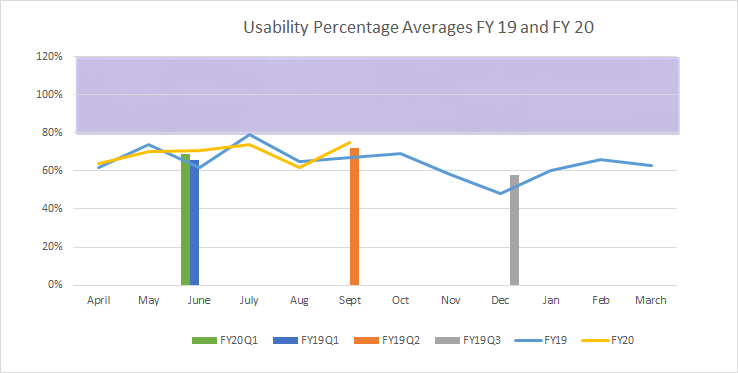 Usability Percentage Averages FY 19 and FY 20
120%
100%
80%
60%
40%
20%
0%
April May June July Aug Sept Oct Nov Dec Jan Feb March
FY20Q1 FY19Q1 FY19Q2 FY19Q3 FY19 FY20